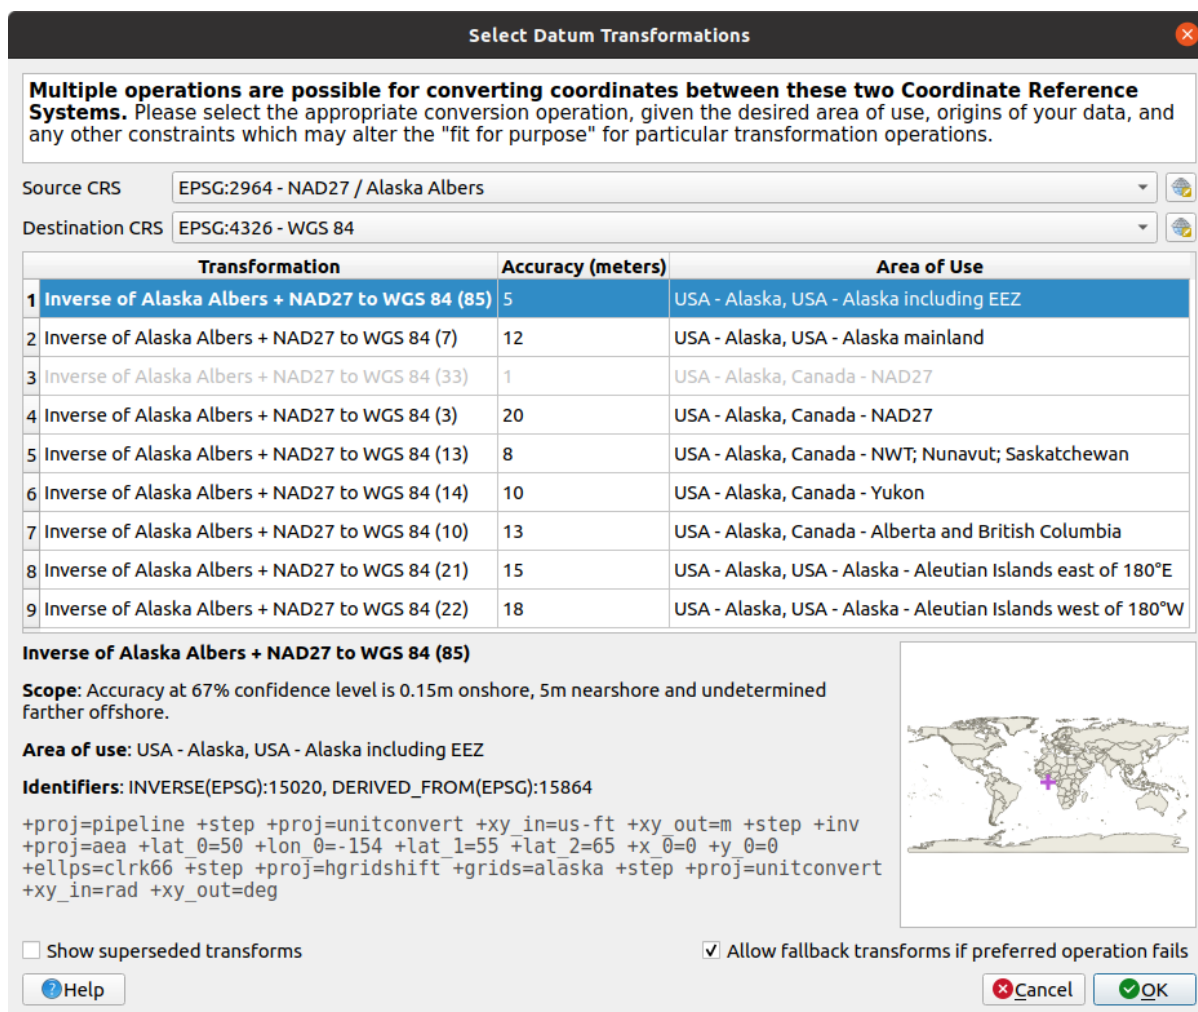 Select Datum Transformations
Multiple operations are possible for converting coordinates between these two Coordinate Reference
Systems. Please select the appropriate conversion operation, given the desired area of use, origins of your data, and
any other constraints which may alter the "fit for purpose" for particular transformation operations.
Source CRS EPSG:2964 - NAD27 / Alaska Albers
Destination CRS EPSG:4326 - WGS 84
Transformation Accuracy (meters) Area of Use
1 Inverse of Alaska Albers + NAD27 to WGS 84 (85) 5 USA - Alaska, USA - Alaska including EEZ
2 Inverse of Alaska Albers + NAD27 to WGS 84 (7) 12 USA - Alaska, USA - Alaska mainland
3 Inverse of Alaska Albers + NAD27 to WGS 84 (33) 1 USA - Alaska, Canada - NAD27
4 Inverse of Alaska Albers + NAD27 to WGS 84 (3) 20 USA - Alaska, Canada - NAD27
5 Inverse of Alaska Albers + NAD27 to WGS 84 (13) 8 USA - Alaska, Canada - NWT; Nunavut; Saskatchewan
6 Inverse of Alaska Albers + NAD27 to WGS 84 (14) 10 USA - Alaska, Canada - Yukon
7 Inverse of Alaska Albers + NAD27 to WGS 84 (10) 13 USA - Alaska, Canada - Alberta and British Columbia
8 Inverse of Alaska Albers + NAD27 to WGS 84 (21) 15 USA - Alaska, USA - Alaska - Aleutian Islands east of 180°E
9 Inverse of Alaska Albers + NAD27 to WGS 84 (22) 18 USA - Alaska, USA - Alaska - Aleutian Islands west of 180°W
Inverse of Alaska Albers + NAD27 to WGS 84 (85)
Scope: Accuracy at 67% confidence level is 0.15m onshore, 5m nearshore and undetermined
farther offshore.
Area of use: USA - Alaska, USA - Alaska including EEZ
Identifiers: INVERSE(EPSG):15020, DERIVED_FROM(EPSG):15864
+proj=pipeline +step +proj=unitconvert +xy_in=us-ft +xy_out=m +step +inv
+proj=aea +lat_0=50 +lon_0=-154 +lat_1=55 +lat_2=65 +x_0=0 +y_0=0
+ellps=clrk66 +step +proj=hgridshift +grids=alaska +step +proj=unitconvert
+xy_in=rad +xy_out=deg
Show superseded transforms Allow fallback transforms if preferred operation fails
Help Cancel OK